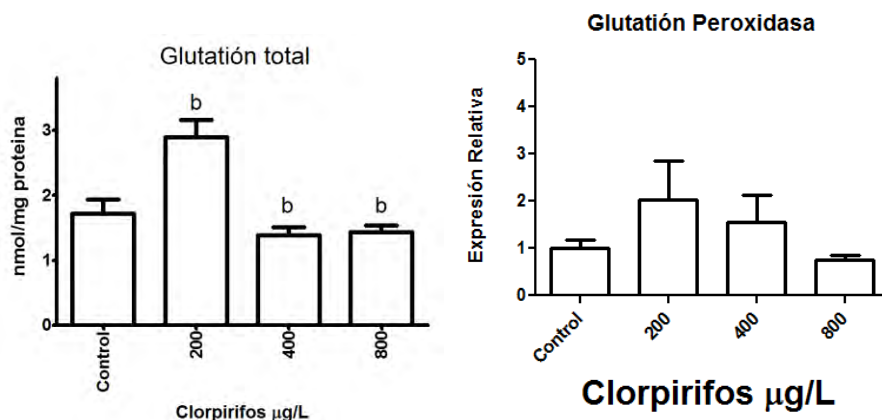 Glutatión total
nmol/mg proteina
3
2
1
0
b
b
b
Control
200
400
800
Clorpirifos µg/L
Glutatión Peroxidasa
Expresión Relativa
5
4
3
2
1
0
Control
200
400
800
Clorpirifos µg/L